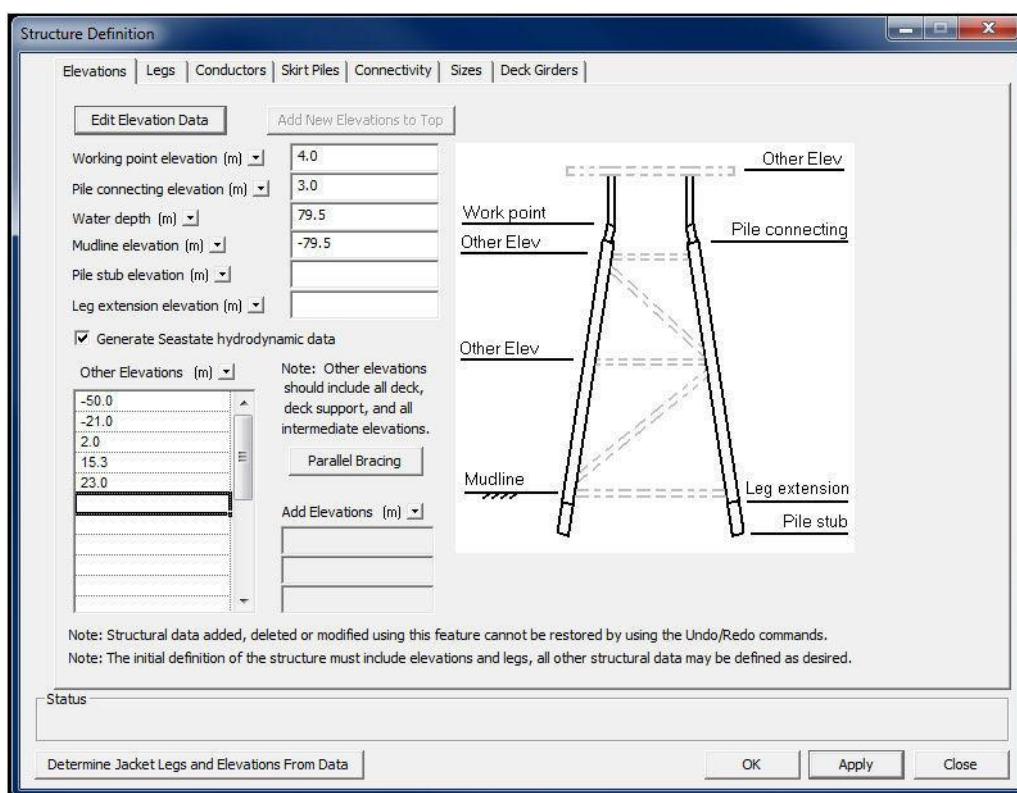 Structure Definition
Elevations Legs Conductors Skirt Piles Connectivity Sizes Deck Girders
Edit Elevation Data Add New Elevations to Top
Working point elevation (m) 4.0
Pile connecting elevation (m) 3.0
Water depth (m) 79.5
Mudline elevation (m) -79.5
Pile stub elevation (m)
Leg extension elevation (m)
Generate Seastate hydrodynamic data
Other Elevations (m)
-50.0
-21.0
2.0
15.3
23.0
Note: Other elevations
should include all deck,
deck support, and all
intermediate elevations.
Parallel Bracing
Add Elevations (m)
Other Elev
Work point
Pile connecting
Other Elev
Other Elev
Mudline
Leg extension
Pile stub
Note: Structural data added, deleted or modified using this feature cannot be restored by using the Undo/Redo commands.
Note: The initial definition of the structure must include elevations and legs, all other structural data may be defined as desired.
Status
Determine Jacket Legs and Elevations From Data OK Apply Close